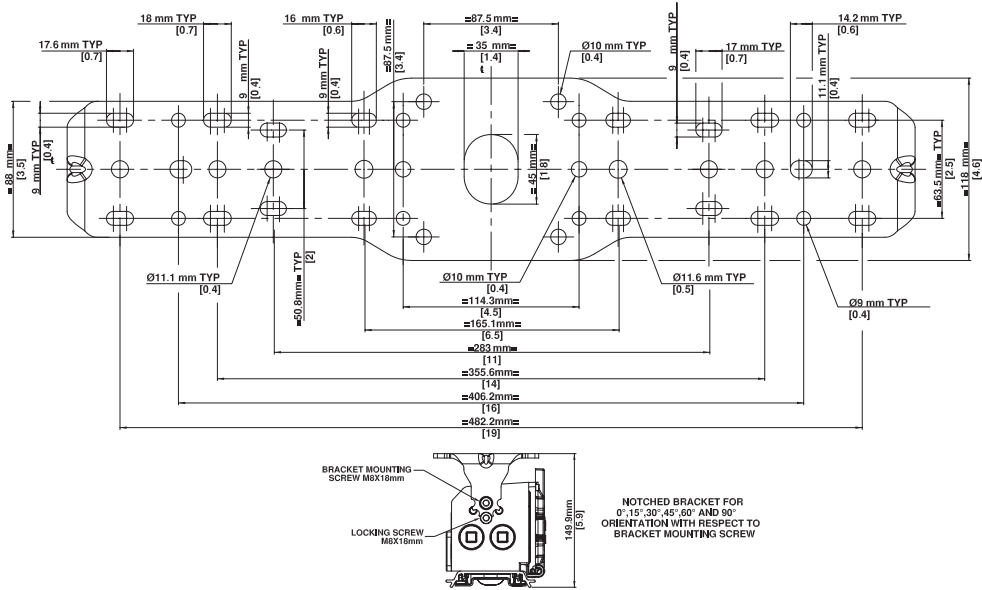 18 mm TYP
[0.7]
16 mm TYP
[0.6]
=87.5 mm=
[3.4]
14.2 mm TYP
[0.6]
17.6 mm TYP
[0.7]
=35 mm=
[1.4]
Ø10 mm TYP
[0.4]
17 mm TYP
[0.7]
9 mm TYP
[0.4]
9 mm TYP
[0.4]
=87.5 mm=
[3.4]
9 mm TYP
[0.4]
11.1 mm TYP
[0.4]
=88 mm=
[3.5]
9 mm TYP
[0.4]
=45 mm=
[1.8]
=63.5 mm=
[2.5]
=118 mm=
[4.6]
=50.8mm= TYP
[2]
Ø11.1 mm TYP
[0.4]
Ø10 mm TYP
[0.4]
Ø11.6 mm TYP
[0.5]
Ø9 mm TYP
[0.4]
=114.3mm=
[4.5]
=165.1mm=
[6.5]
=283 mm=
[11]
=355.6mm=
[14]
=406.2mm=
[16]
=482.2mm=
[19]
BRACKET MOUNTING
SCREW M8X18mm
LOCKING SCREW
M8X18mm
149.9mm
[5.9]
NOTCHED BRACKET FOR
0°,15°,30°,45°,60° AND 90°
ORIENTATION WITH RESPECT TO
BRACKET MOUNTING SCREW